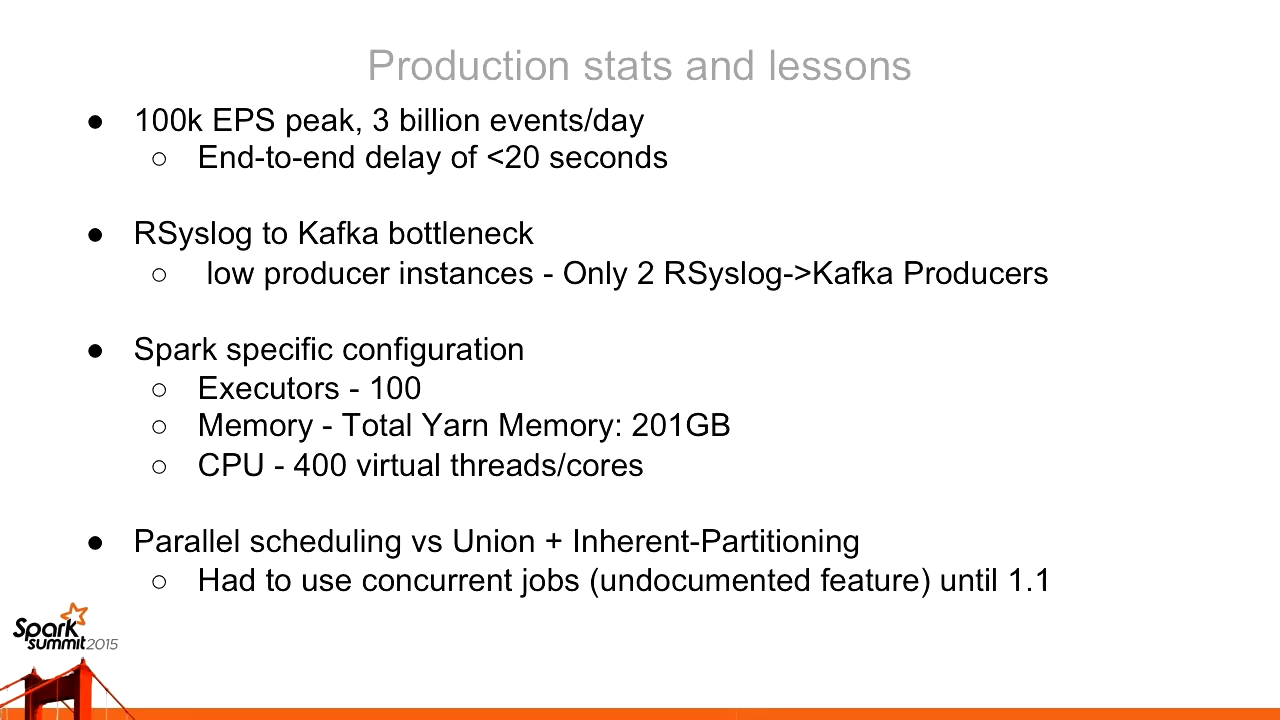 Production stats and lessons
● 100k EPS peak, 3 billion events/day
○ End-to-end delay of <20 seconds
● RSyslog to Kafka bottleneck
○ low producer instances - Only 2 RSyslog->Kafka Producers
● Spark specific configuration
○ Executors - 100
○ Memory - Total Yarn Memory: 201GB
○ CPU - 400 virtual threads/cores
● Parallel scheduling vs Union + Inherent-Partitioning
○ Had to use concurrent jobs (undocumented feature) until 1.1
Spark
summit 2015